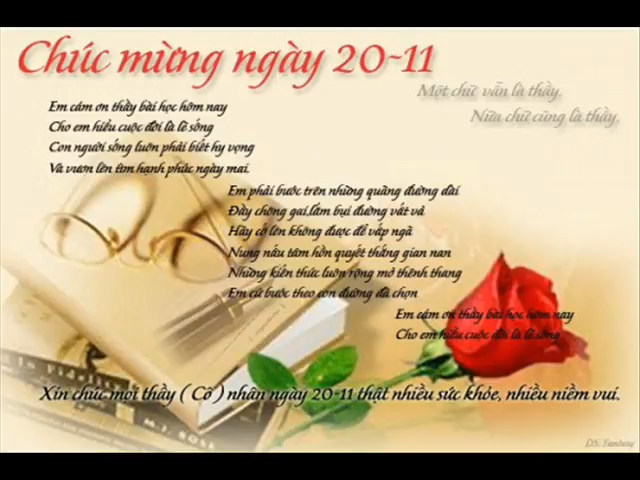 Chúc mừng ngày 20-11
Một chữ vẫn là thầy.
Nữa chữ cũng là thầy.
Em cám ơn thầy bài học hôm nay
Cho em hiểu cuộc đời là lẽ sống
Con người sống luôn phải biết hy vọng
Và vươn lên tìm hạnh phúc ngày mai.
Em phải bước trên những quãng đường dài
Đầy chông gai,lấm bụi đường vất vả
Hãy cố lên không được để vấp ngã
Nung nấu tâm hồn quyết thắng gian nan
Những kiến thức luôn rộng mở thênh thang
Em cứ bước theo con đường đã chọn
Em cám ơn thầy bài học hôm nay
Cho em hiểu cuộc đời là lẽ sống
Xin chúc mọi thầy ( Cô ) nhân ngày 20-11 thật nhiều sức khỏe, nhiều niềm vui.
M.J. ROSS